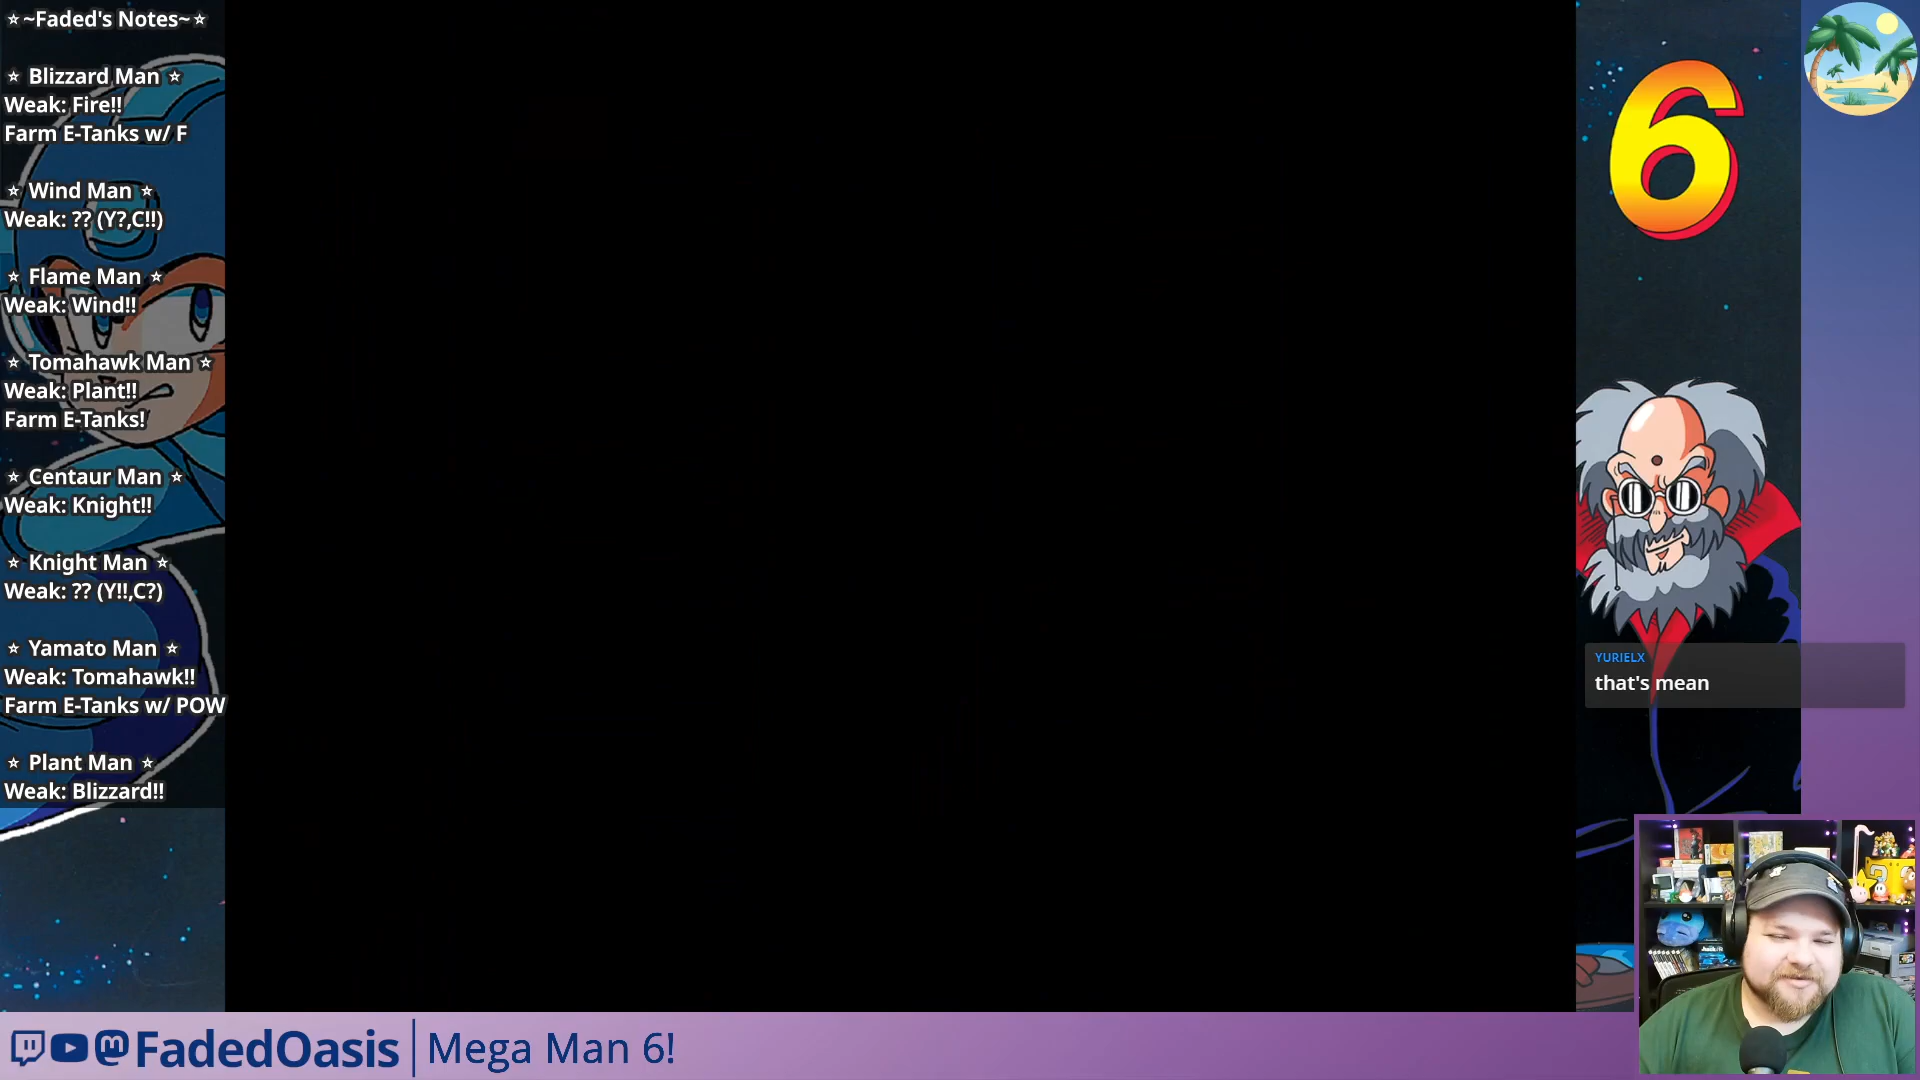 ⭐~Faded's Notes~⭐
⭐ Blizzard Man ⭐
Weak: Fire!!
Farm E-Tanks w/ F
⭐ Wind Man ⭐
Weak: ?? (Y?,C!!)
⭐ Flame Man ⭐
Weak: Wind!!
⭐ Tomahawk Man ⭐
Weak: Plant!!
Farm E-Tanks!
⭐ Centaur Man ⭐
Weak: Knight!!
⭐ Knight Man ⭐
Weak: ?? (Y!!,C?)
⭐ Yamato Man ⭐
Weak: Tomahawk!!
Farm E-Tanks w/ POW
⭐ Plant Man ⭐
Weak: Blizzard!!
6
YURIELX
that's mean
FadedOasis
Mega Man 6!